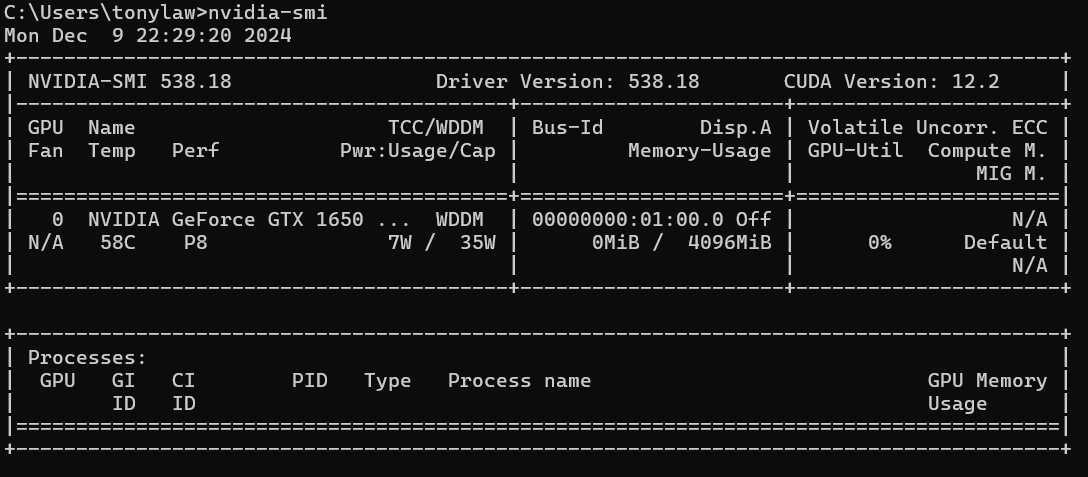 C:\Users\tonylaw>nvidia-smi
Mon Dec  9 22:29:20 2024
+---------------------------------------------------------------------------------------+
| NVIDIA-SMI 538.18                 Driver Version: 538.18       CUDA Version: 12.2     |
|-----------------------------------------+----------------------+----------------------+
| GPU  Name                     TCC/WDDM  | Bus-Id        Disp.A | Volatile Uncorr. ECC |
| Fan  Temp   Perf          Pwr:Usage/Cap |         Memory-Usage | GPU-Util  Compute M. |
|                                         |                      |               MIG M. |
|=========================================+======================+======================|
|   0  NVIDIA GeForce GTX 1650 ...  WDDM  | 00000000:01:00.0 Off |                  N/A |
| N/A   58C    P8               7W /  35W |      0MiB /  4096MiB |      0%      Default |
|                                         |                      |                  N/A |
+-----------------------------------------+----------------------+----------------------+

+---------------------------------------------------------------------------------------+
| Processes:                                                                            |
|  GPU   GI   CI        PID   Type   Process name                            GPU Memory |
|        ID   ID                                                             Usage      |
|=======================================================================================|
+---------------------------------------------------------------------------------------+